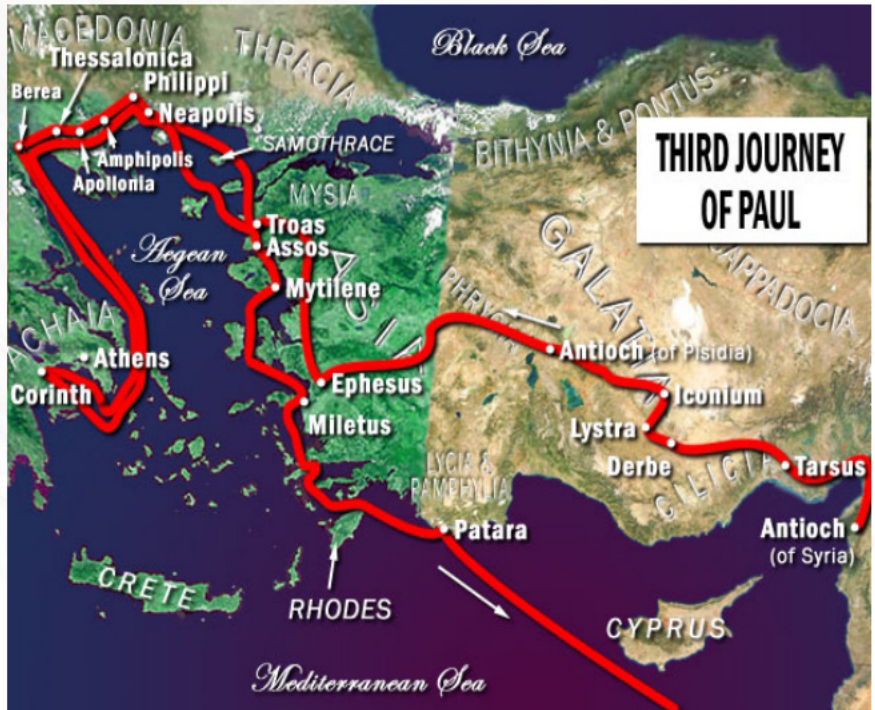 MACEDONIA
THRACIA
Black Sea
Thessalonica
Philippi
Berea
Neapolis
BITHYNIA & PONTUS
THIRD JOURNEY
OF PAUL
SAMOTHRACE
Amphipolis
Apollonia
MYSIA
Troas
Assos
Aegean
Sea
GALATIA
CAPPADOCIA
ASIA
Mytilene
PHRYGIA
ACHAIA
Athens
Antioch (of Pisidia)
Corinth
Ephesus
Iconium
Miletus
Lystra
Derbe
LYCIA &
PAMPHYLIA
CILICIA
Tarsus
Patara
Antioch
(of Syria)
CRETE
RHODES
CYPRUS
Mediterranean Sea